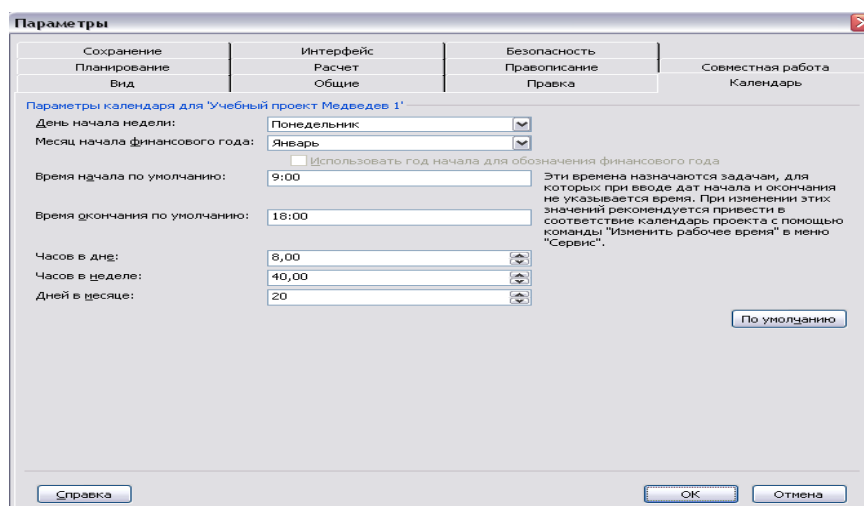 Параметры
Сохранение Интерфейс Безопасность
Планирование Расчет Правописание Совместная работа
Вид Общие Правка Календарь
Параметры календаря для 'Учебный проект Медведев 1'
День начала недели: Понедельник
Месяц начала финансового года: Январь
Использовать год начала для обозначения финансового года
Время начала по умолчанию: 9:00
Эти времена назначаются задачам, для
которых при вводе дат начала и окончания
не указывается время. При изменении этих
значений рекомендуется привести в
соответствие календарь проекта с помощью
команды "Изменить рабочее время" в меню
"Сервис".
Время окончания по умолчанию: 18:00
Часов в дне: 8,00
Часов в неделе: 40,00
Дней в месяце: 20
По умолчанию
Справка ОК Отмена